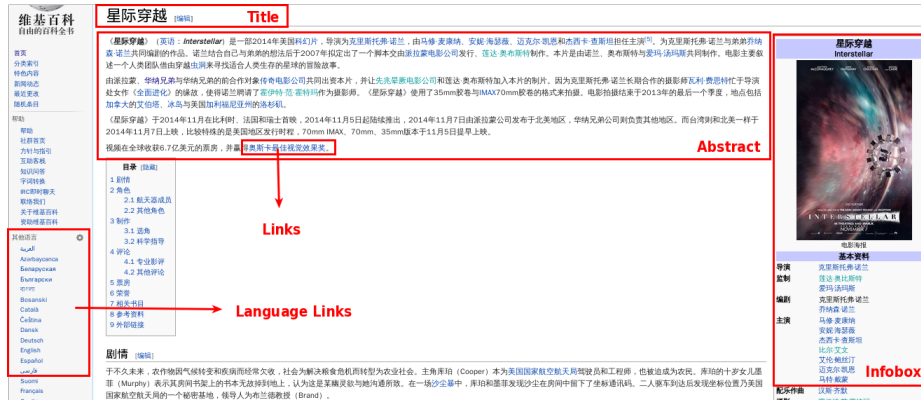 维基百科
自由的百科全书
首页
分类索引
特色内容
新闻动态
最近更改
随机条目
帮助
帮助
社群首页
方针与指引
互助客栈
知识问答
字词转换
IRC即时聊天
联络我们
关于维基百科
资助维基百科
其他语言
العربية
Azərbaycanca
Беларуская
Български
বাংলা
Bosanski
Català
Čeština
Dansk
Deutsch
English
Español
فارسی
Suomi
Français
星际穿越 [编辑]
Title
《星际穿越》(英语：Interstellar)是一部2014年美国科幻片，导演为克里斯托弗·诺兰，由马修·麦康纳、安妮·海瑟薇、迈克尔·凯恩和杰西卡·查斯坦担任主演[5]。为克里斯托弗·诺兰与弟弟乔纳
森·诺兰共同编剧的作品。诺兰结合自己与弟弟的想法后于2007年拟定出了一个脚本交由派拉蒙电影公司发行、莲达·奥布斯特制作。本片是由诺兰、奥布斯特与爱玛·汤玛斯共同制作。电影主要叙
述一个人类团队借由穿越虫洞来寻找适合人类生存的星球的冒险故事。
由派拉蒙、华纳兄弟与华纳兄弟的前合作对象传奇电影公司共同出资本片，并让先恳晕蔽电影公司和莲达·奥布斯特加入本片的制片。因为克里斯托弗·诺兰长期合作的摄影师瓦利·费恩特忙于导演
处女作《全面进化》的缘故，使得诺兰聘请了霍伊特·范·霍特玛作为摄影师。《星际穿越》使用了35mm胶卷与IMAX70mm胶卷的格式来拍摄。电影拍摄结束于2013年的最后一个季度，地点包括
加拿大的艾伯塔、冰岛与美国加利福尼亚州的洛杉矶。
《星际穿越》于2014年11月在比利时、法国和瑞士首映，2014年11月5日起陆续推出，2014年11月7日由派拉蒙公司发布于北美地区，华纳兄弟公司则负责其他地区。而台湾则和北美一样于
2014年11月7日上映，比较特殊的是美国地区发行时程，70mm IMAX、70mm、35mm版本于11月5日提早上映。
视频在全球收获6.7亿美元的票房，并赢得奥斯卡最佳视觉效果奖。
Abstract
Links
目录 [隐藏]
1 剧情
2 角色
2.1 航天器成员
2.2 其他角色
3 制作
3.1 选角
3.2 科学指导
4 评论
4.1 专业影评
4.2 其他评论
5 票房
6 荣誉
7 相关书目
8 参考资料
9 外部链接
Language Links
剧情 [编辑]
于不久未来，农作物因气候转变和疾病而经常欠收，社会为解决粮食危机而转型为农业社会。主角库珀（Cooper）本为美国国家航空航天局驾驶员和工程师，也被迫成为农民。库珀的十岁女儿墨
菲（Murphy）表示其房间书架上的书本无故掉到地上，认为这是某幽灵欲与她沟通所致。在一场沙尘暴中，库珀和墨菲发现沙尘在房间中留下了坐标通讯码。二人驱车到达后发现坐标位置乃美国
国家航空航天局的一个秘密基地，领导人为布兰德教授（Brand）。
星际穿越
Interstellar
INTERSTELLAR
电影海报
基本资料
导演 克里斯托弗·诺兰
监制 莲达·奥比斯特
爱玛·汤玛斯
编剧 克里斯托弗·诺兰
乔纳森·诺兰
主演 马修·麦康纳
安妮·海瑟薇
杰西卡·查斯坦
比尔·艾文
艾伦·鲍丝汀
迈克尔·凯恩
马特·戴蒙
配乐作曲 汉斯·齐默
Infobox